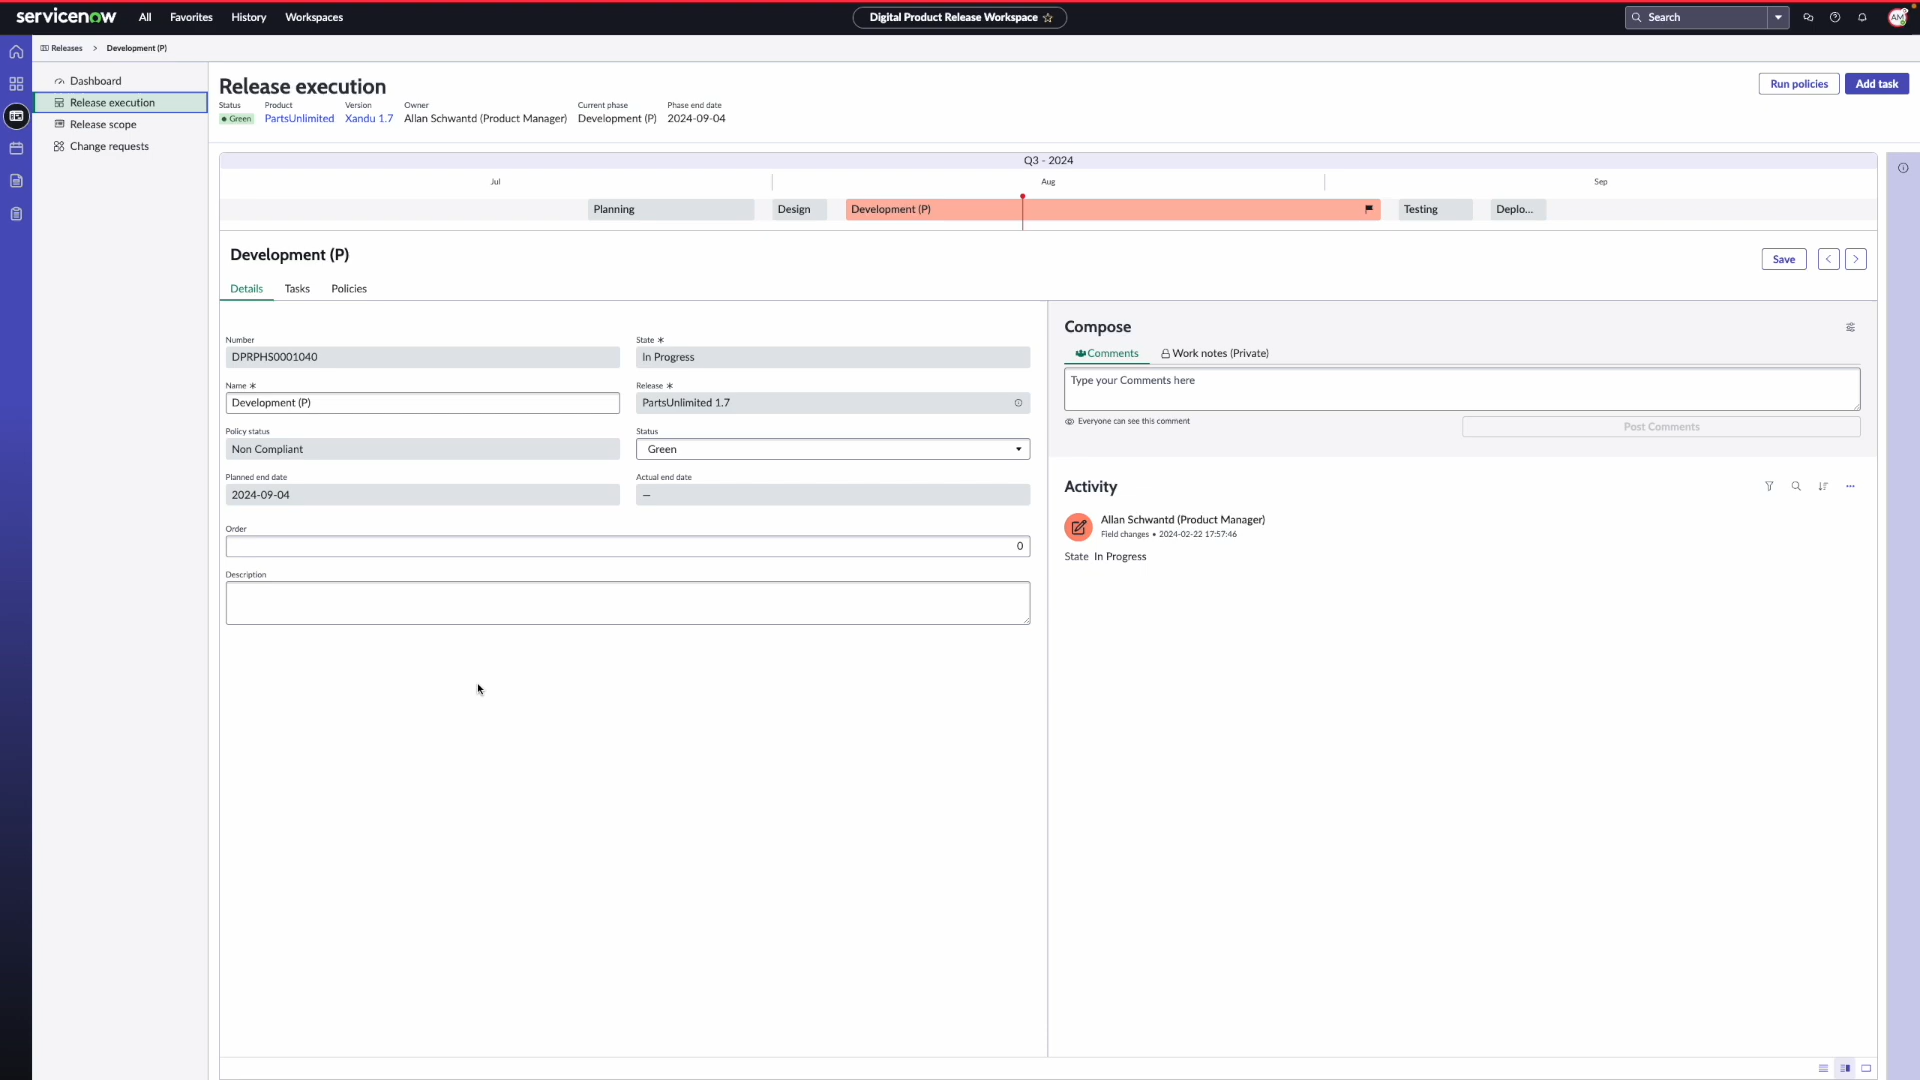 servicenow All Favorites History Workspaces Digital Product Release Workspace Search AM
Releases > Development (P)
Dashboard
Release execution
Release scope
Change requests
Release execution
Run policies Add task
Status Product Version Owner Current phase Phase end date
Green PartsUnlimited Xandu 1.7 Allan Schwantd (Product Manager) Development (P) 2024-09-04
Q3 - 2024
Jul Aug Sep
Planning Design Development (P) Testing Deplo...
Development (P)
Save
Details Tasks Policies
Number State *
DPRPHS0001040 In Progress
Name * Release *
Development (P) PartsUnlimited 1.7
Policy status Status
Non Compliant Green
Planned end date Actual end date
2024-09-04 —
Order
0
Description
Compose
Comments Work notes (Private)
Type your Comments here
Everyone can see this comment
Post Comments
Activity
Allan Schwantd (Product Manager)
Field changes • 2024-02-22 17:57:46
State In Progress